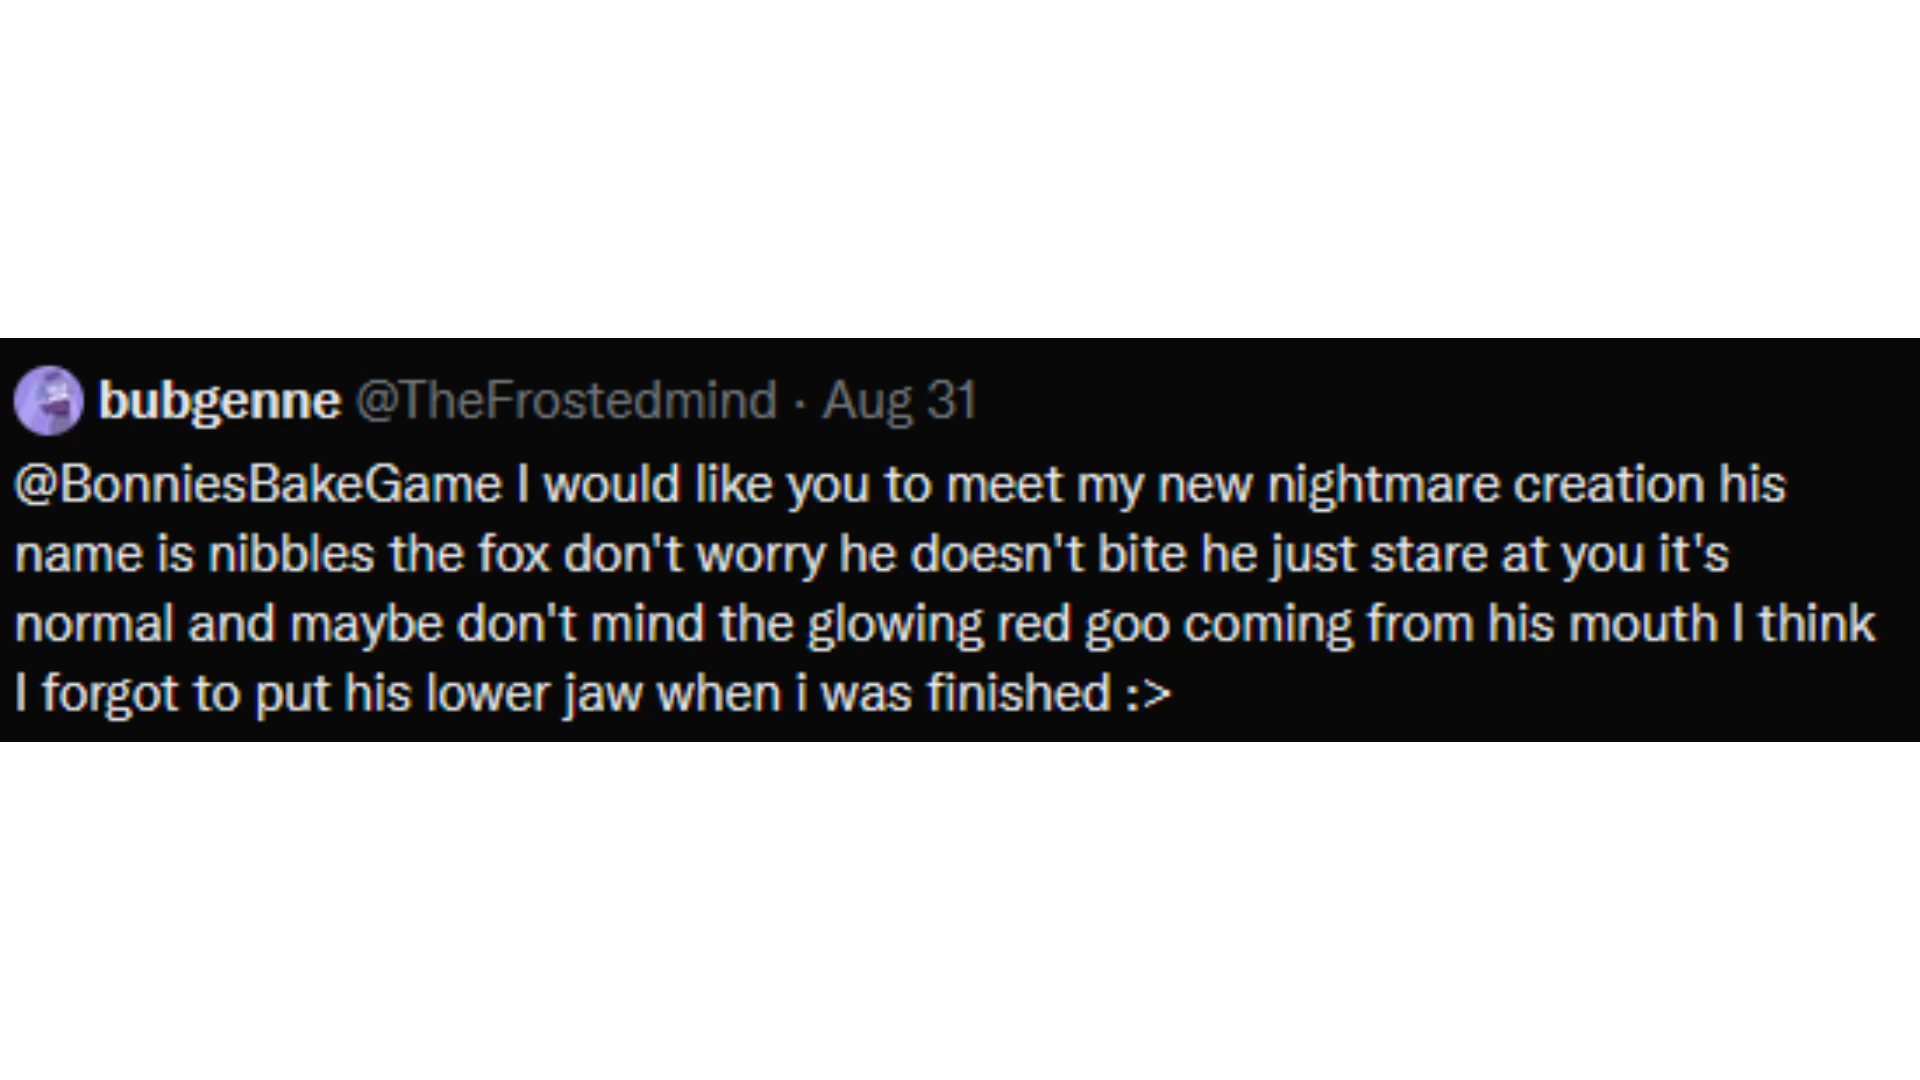 bubgenne @TheFrostedmind · Aug 31
@BonniesBakeGame I would like you to meet my new nightmare creation his
name is nibbles the fox don't worry he doesn't bite he just stare at you it's
normal and maybe don't mind the glowing red goo coming from his mouth I think
I forgot to put his lower jaw when i was finished :>